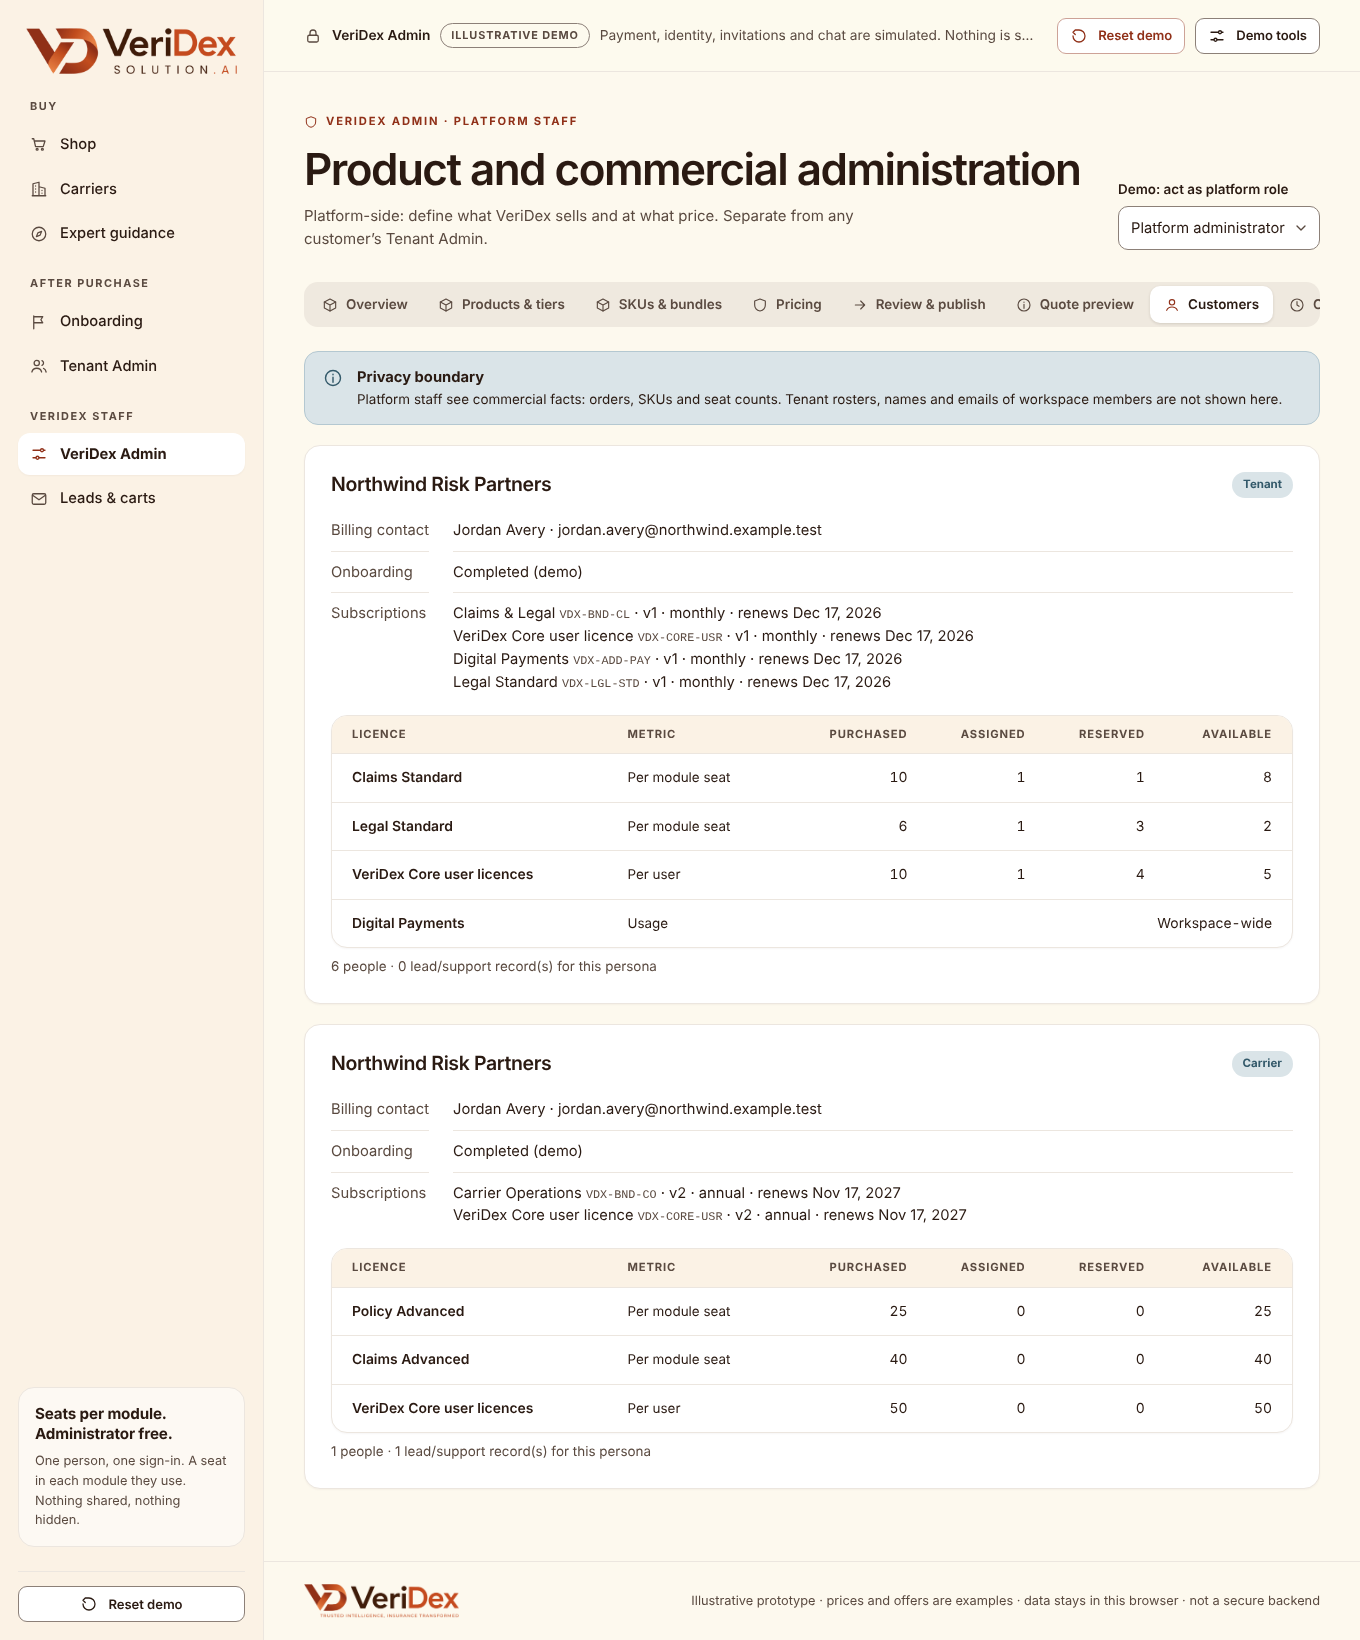 VeriDex
SOLUTION.AI
BUY
Shop
Carriers
Expert guidance
AFTER PURCHASE
Onboarding
Tenant Admin
VERIDEX STAFF
VeriDex Admin
Leads & carts
Seats per module.
Administrator free.
One person, one sign-in. A seat
in each module they use.
Nothing shared, nothing
hidden.
Reset demo
VeriDex Admin ILLUSTRATIVE DEMO Payment, identity, invitations and chat are simulated. Nothing is s... Reset demo Demo tools
VERIDEX ADMIN · PLATFORM STAFF
Product and commercial administration
Platform-side: define what VeriDex sells and at what price. Separate from any
customer’s Tenant Admin.
Demo: act as platform role
Platform administrator
Overview Products & tiers SKUs & bundles Pricing Review & publish Quote preview Customers
Privacy boundary
Platform staff see commercial facts: orders, SKUs and seat counts. Tenant rosters, names and emails of workspace members are not shown here.
Northwind Risk Partners Tenant
Billing contact Jordan Avery · jordan.avery@northwind.example.test
Onboarding Completed (demo)
Subscriptions Claims & Legal VDX-BND-CL · v1 · monthly · renews Dec 17, 2026
VeriDex Core user licence VDX-CORE-USR · v1 · monthly · renews Dec 17, 2026
Digital Payments VDX-ADD-PAY · v1 · monthly · renews Dec 17, 2026
Legal Standard VDX-LGL-STD · v1 · monthly · renews Dec 17, 2026
LICENCE METRIC PURCHASED ASSIGNED RESERVED AVAILABLE
Claims Standard Per module seat 10 1 1 8
Legal Standard Per module seat 6 1 3 2
VeriDex Core user licences Per user 10 1 4 5
Digital Payments Usage Workspace-wide
6 people · 0 lead/support record(s) for this persona
Northwind Risk Partners Carrier
Billing contact Jordan Avery · jordan.avery@northwind.example.test
Onboarding Completed (demo)
Subscriptions Carrier Operations VDX-BND-CO · v2 · annual · renews Nov 17, 2027
VeriDex Core user licence VDX-CORE-USR · v2 · annual · renews Nov 17, 2027
LICENCE METRIC PURCHASED ASSIGNED RESERVED AVAILABLE
Policy Advanced Per module seat 25 0 0 25
Claims Advanced Per module seat 40 0 0 40
VeriDex Core user licences Per user 50 0 0 50
1 people · 1 lead/support record(s) for this persona
VeriDex
TRUSTED INTELLIGENCE, INSURANCE TRANSFORMED
Illustrative prototype · prices and offers are examples · data stays in this browser · not a secure backend